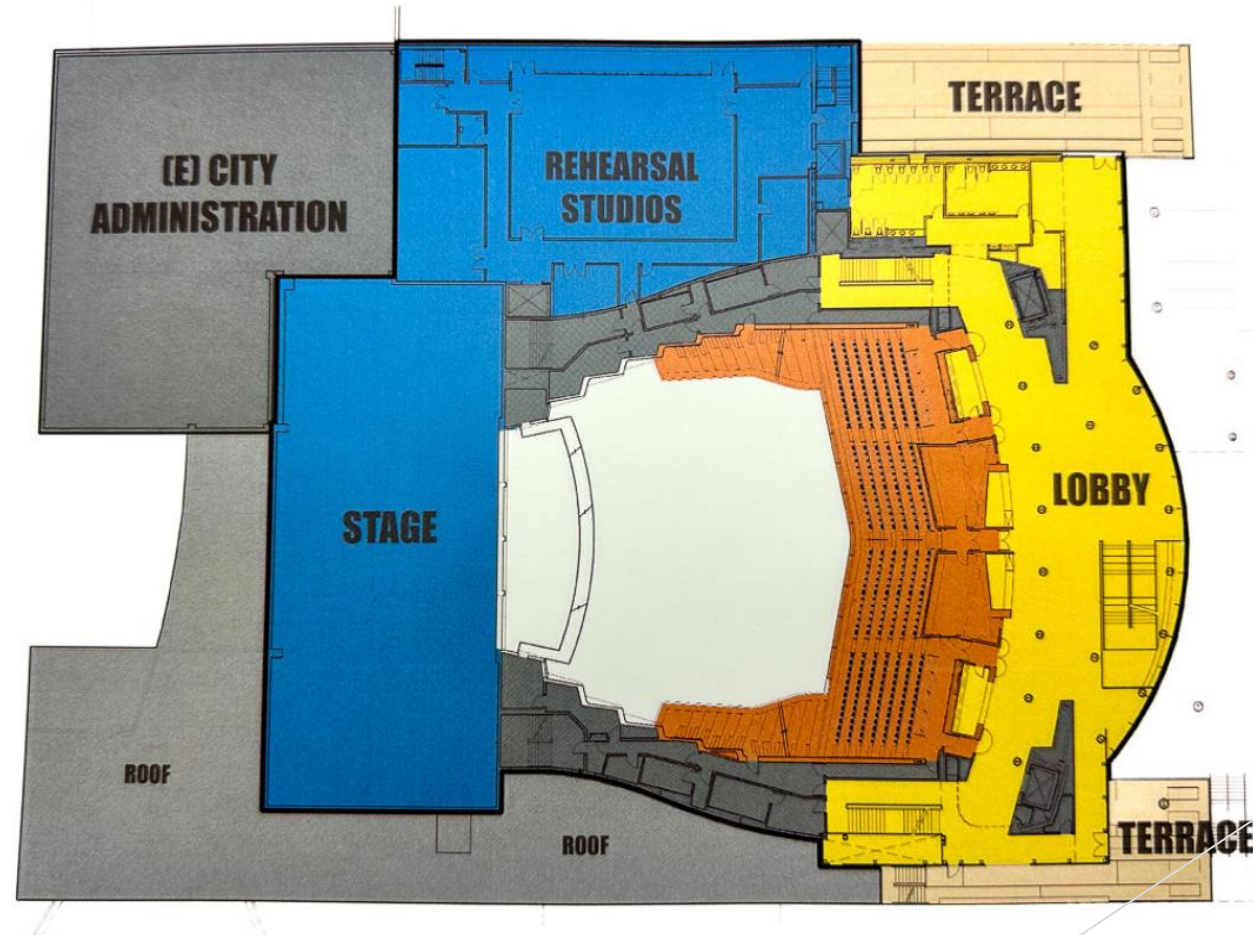 (E) CITY
ADMINISTRATION
REHEARSAL
STUDIOS
TERRACE
STAGE
LOBBY
ROOF
ROOF
TERRACE